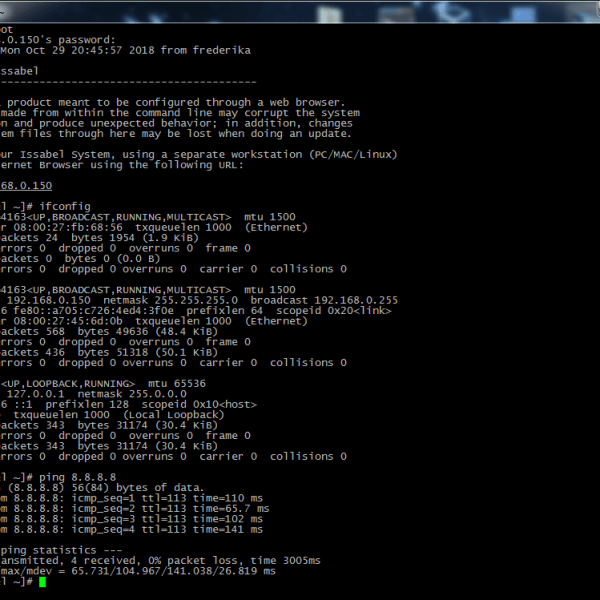 ~
ot
.0.150's password:
Mon Oct 29 20:45:57 2018 from frederika
ssabel
----------------------------------------
product meant to be configured through a web browser.
made from within the command line may corrupt the system
n and produce unexpected behavior; in addition, changes
em files through here may be lost when doing an update.
ur Issabel System, using a separate workstation (PC/MAC/Linux)
ernet Browser using the following URL:
68.0.150
l ~]# ifconfig
4163<UP,BROADCAST,RUNNING,MULTICAST> mtu 1500
r 08:00:27:fb:68:56 txqueuelen 1000 (Ethernet)
ackets 24 bytes 1954 (1.9 KiB)
rrors 0 dropped 0 overruns 0 frame 0
ackets 0 bytes 0 (0.0 B)
rrors 0 dropped 0 overruns 0 carrier 0 collisions 0
4163<UP,BROADCAST,RUNNING,MULTICAST> mtu 1500
192.168.0.150 netmask 255.255.255.0 broadcast 192.168.0.255
6 fe80::a705:c726:4ed4:3f0e prefixlen 64 scopeid 0x20<link>
r 08:00:27:45:6d:0b txqueuelen 1000 (Ethernet)
ackets 568 bytes 49636 (48.4 KiB)
rrors 0 dropped 0 overruns 0 frame 0
ackets 436 bytes 51318 (50.1 KiB)
rrors 0 dropped 0 overruns 0 carrier 0 collisions 0
<UP,LOOPBACK,RUNNING> mtu 65536
127.0.0.1 netmask 255.0.0.0
6 ::1 prefixlen 128 scopeid 0x10<host>
txqueuelen 1000 (Local Loopback)
ackets 343 bytes 31174 (30.4 KiB)
rrors 0 dropped 0 overruns 0 frame 0
ackets 343 bytes 31174 (30.4 KiB)
rrors 0 dropped 0 overruns 0 carrier 0 collisions 0
l ~]# ping 8.8.8.8
(8.8.8.8) 56(84) bytes of data.
om 8.8.8.8: icmp_seq=1 ttl=113 time=110 ms
om 8.8.8.8: icmp_seq=2 ttl=113 time=65.7 ms
om 8.8.8.8: icmp_seq=3 ttl=113 time=102 ms
om 8.8.8.8: icmp_seq=4 ttl=113 time=141 ms
ping statistics ---
ansmitted, 4 received, 0% packet loss, time 3005ms
max/mdev = 65.731/104.967/141.038/26.819 ms
l ~]#